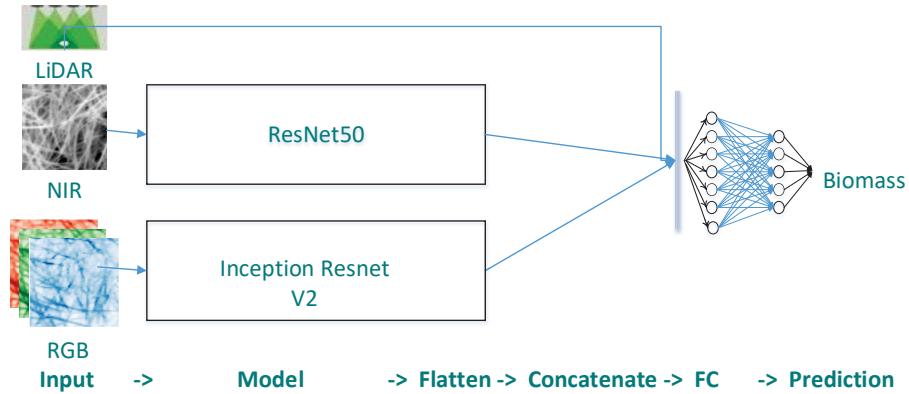 LiDAR
ResNet50
NIR
Biomass
Inception Resnet
V2
RGB
Input -> Model -> Flatten -> Concatenate -> FC -> Prediction